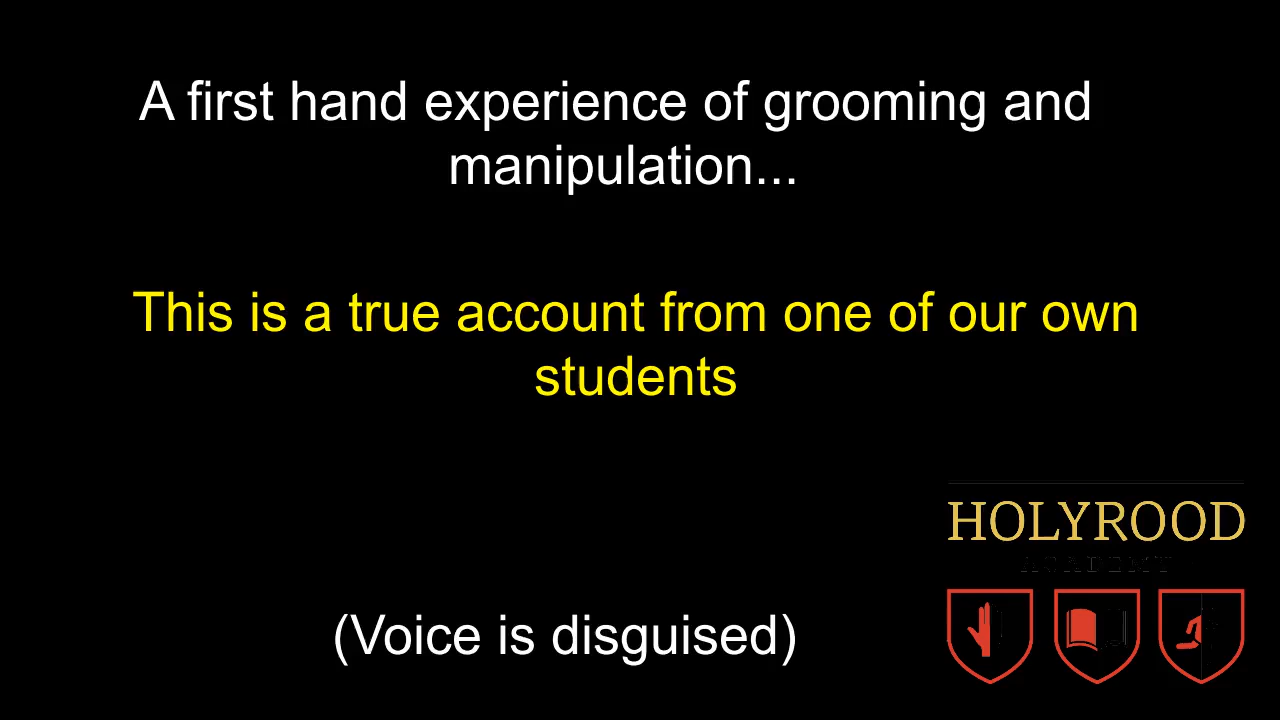 A first hand experience of grooming and
manipulation...
This is a true account from one of our own
students
HOLYROOD
ACADEMY
(Voice is disguised)